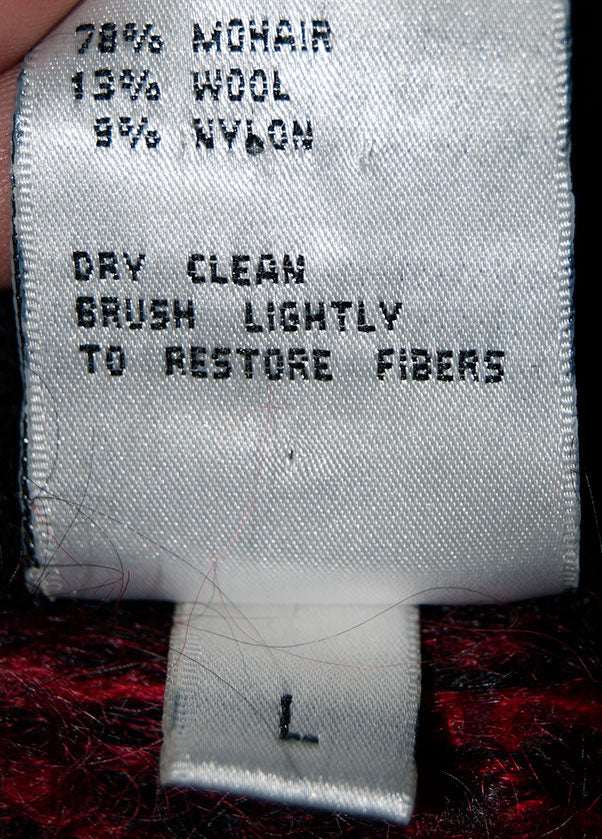 78% MOHAIR
13% WOOL
9% NYLON
DRY CLEAN
BRUSH LIGHTLY
TO RESTORE FiBERS
L